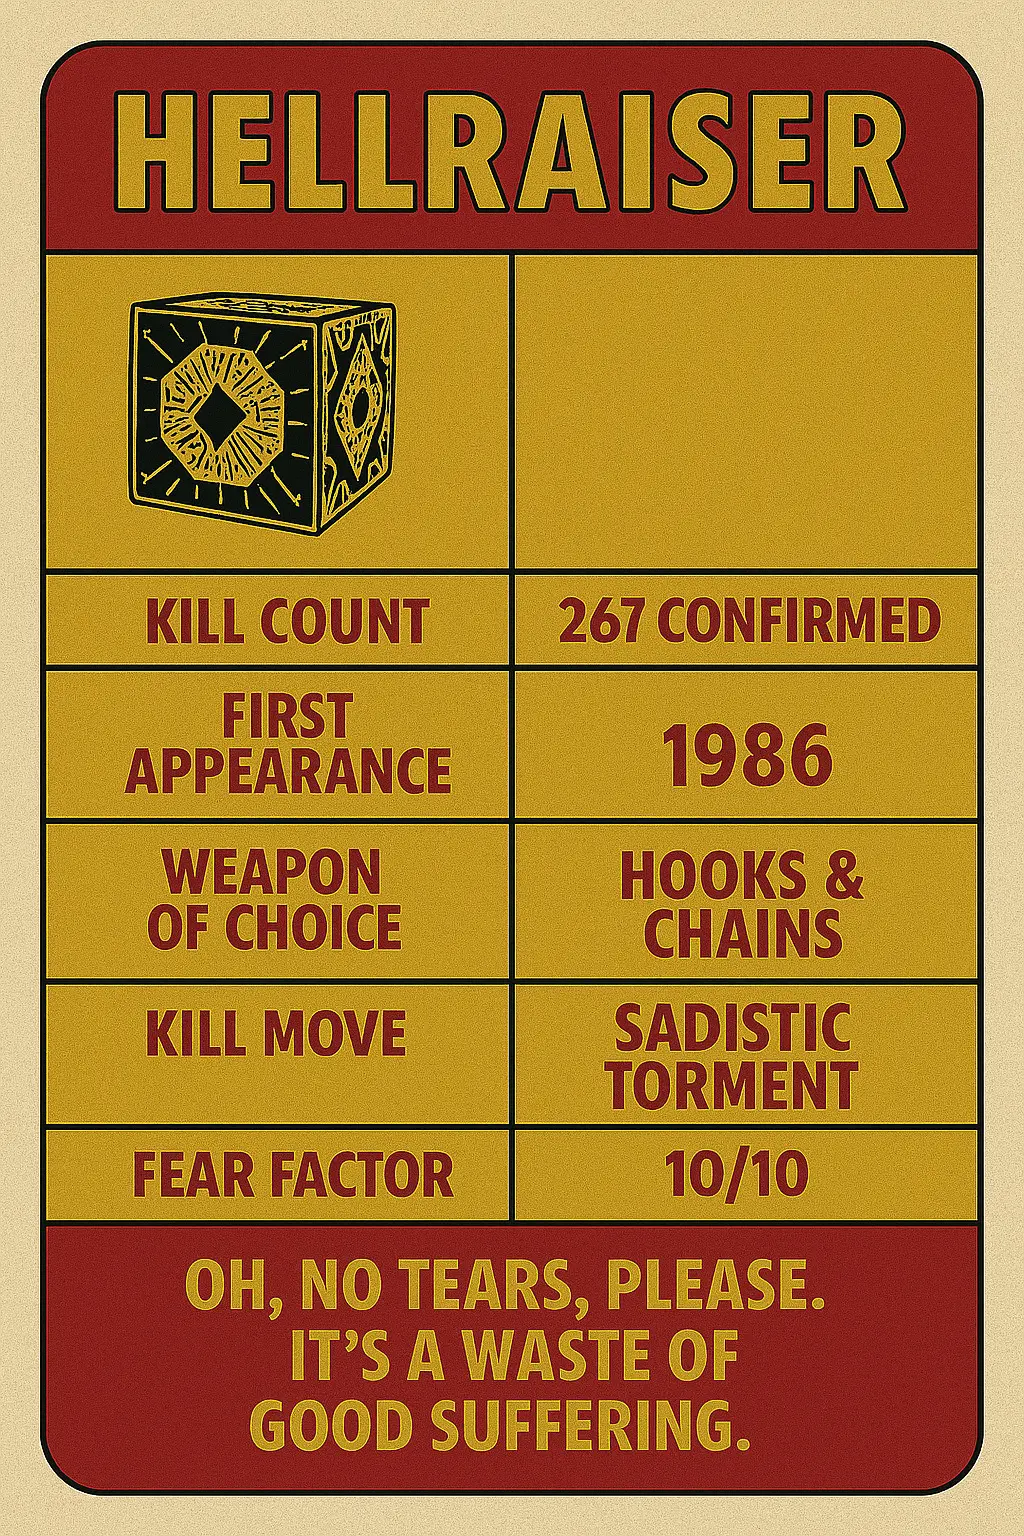 HELLRAISER
KILL COUNT
267 CONFIRMED
FIRST
APPEARANCE
1986
WEAPON
OF CHOICE
HOOKS &
CHAINS
KILL MOVE
SADISTIC
TORMENT
FEAR FACTOR
10/10
OH, NO TEARS, PLEASE.
IT'S A WASTE OF
GOOD SUFFERING.